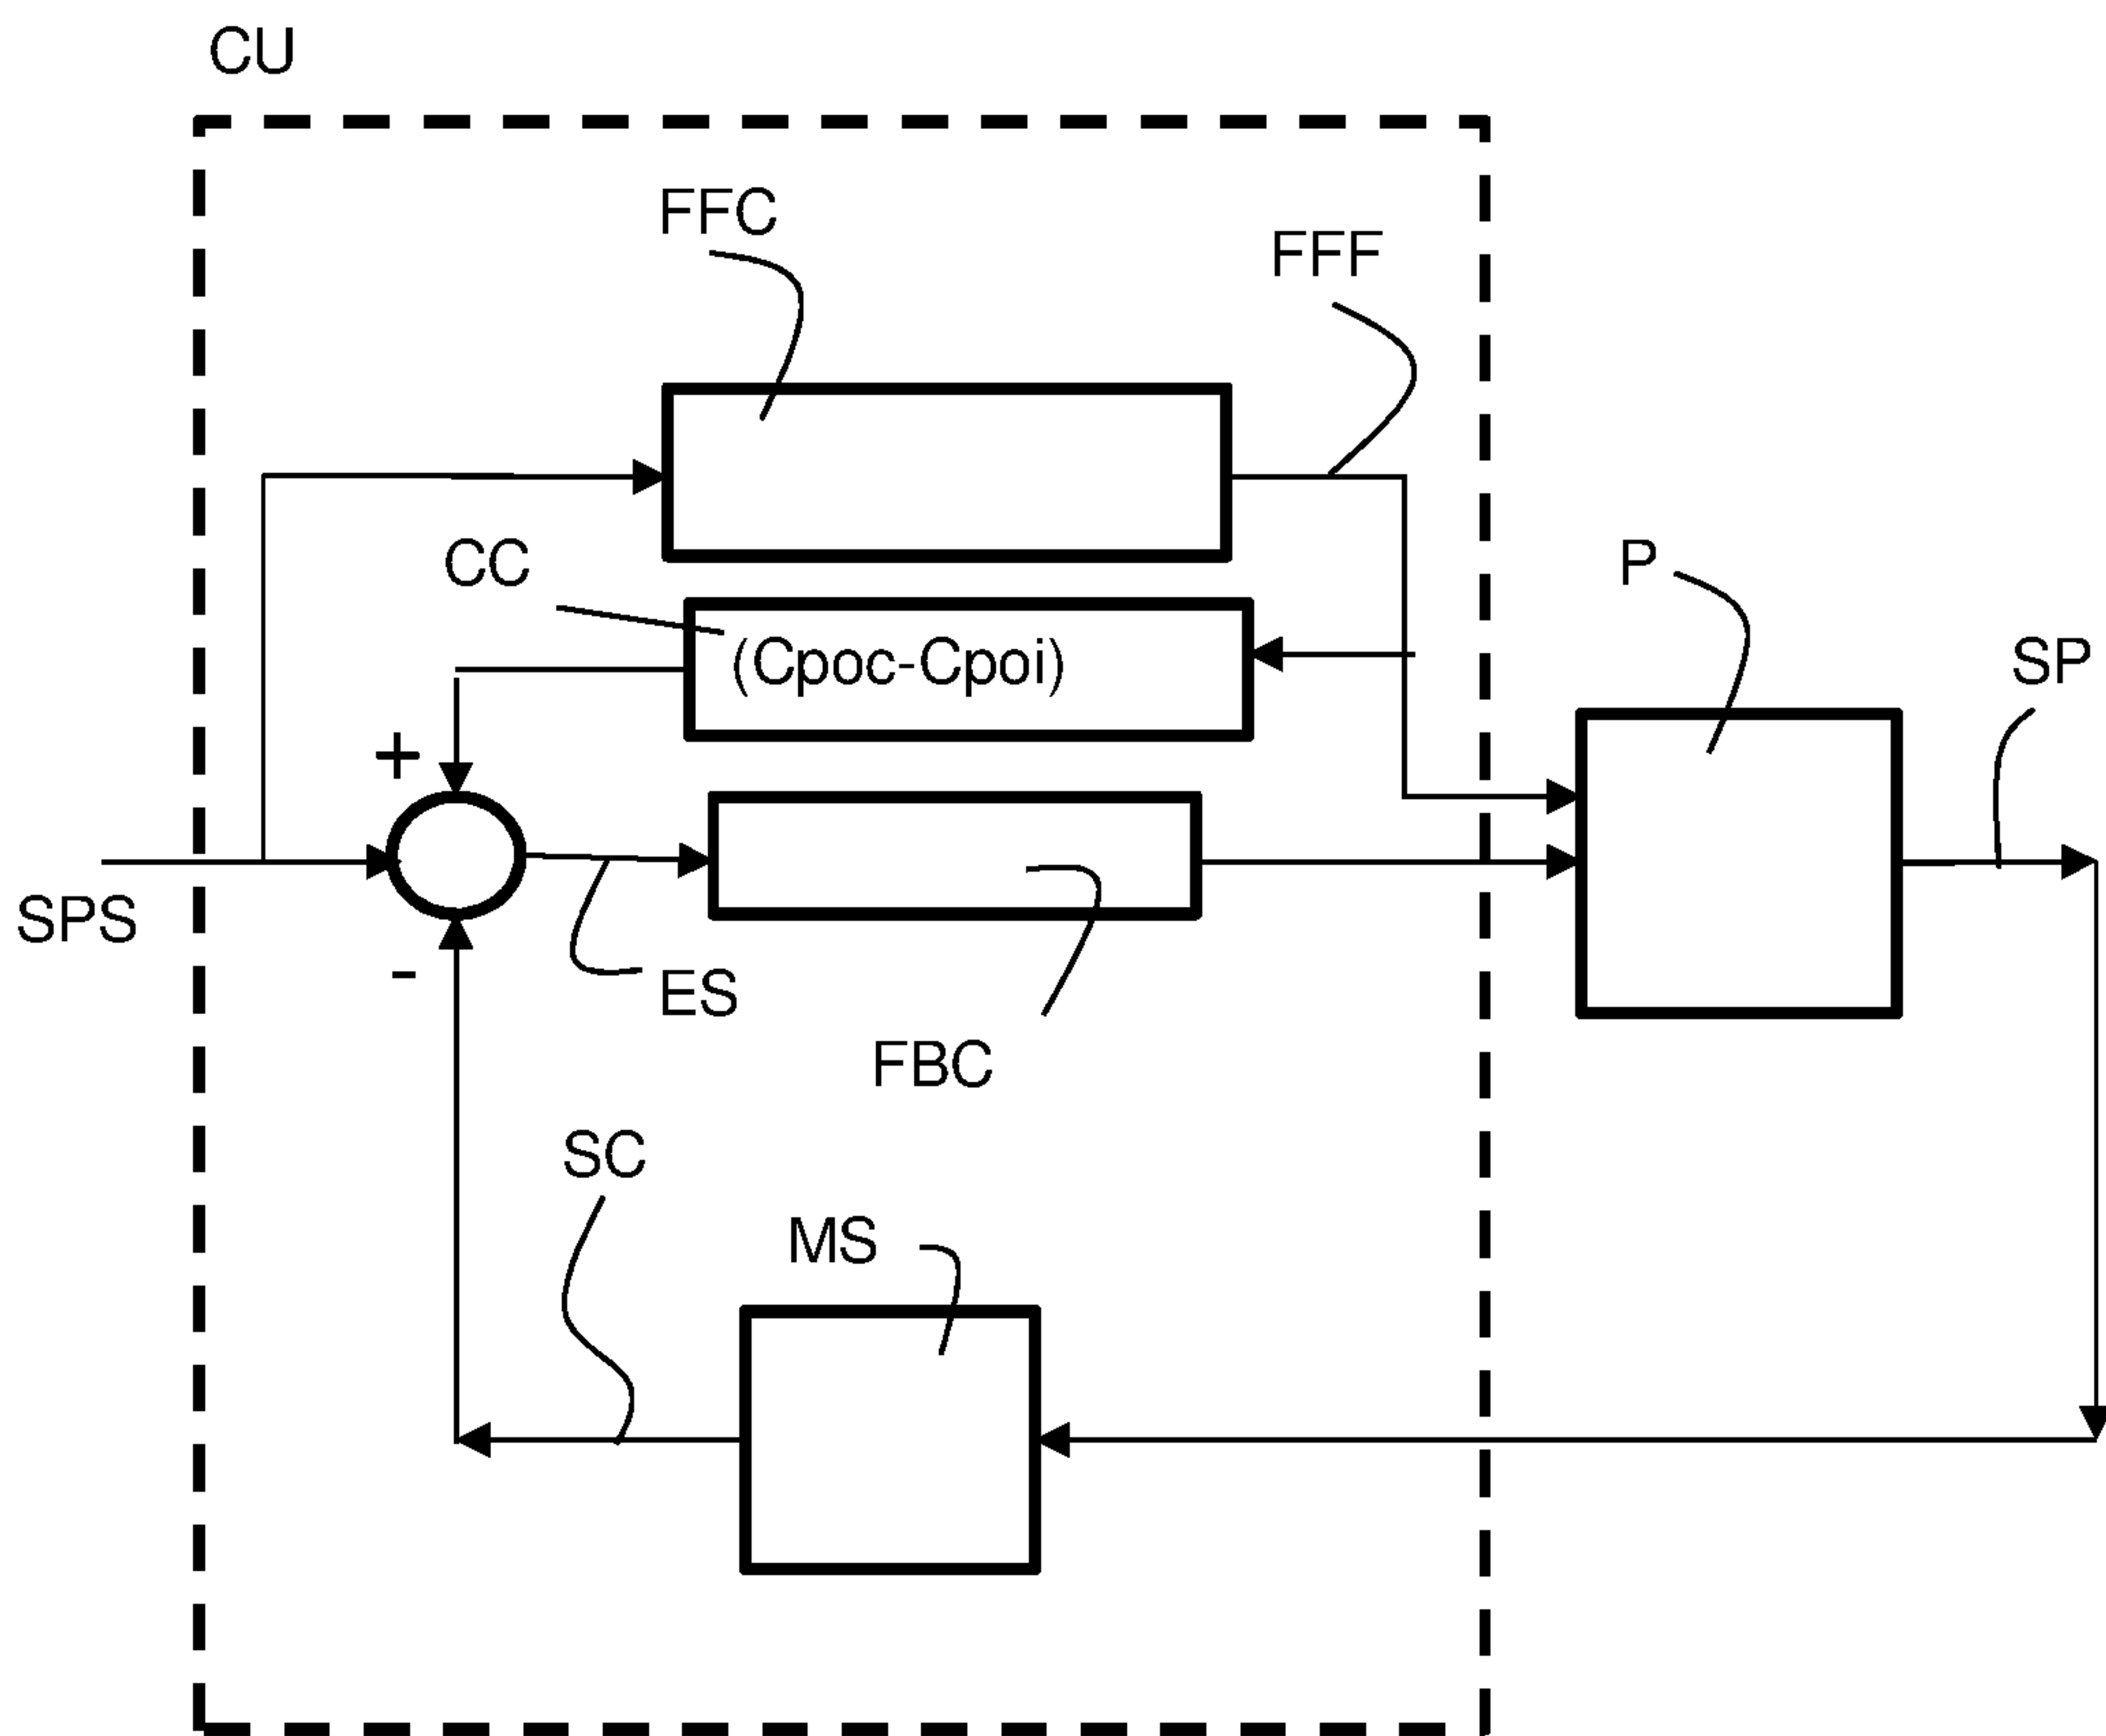 CU
FFC
FFF
CC
P
(Cpoc-Cpoi)
SP
+
SPS
-
ES
FBC
SC
MS